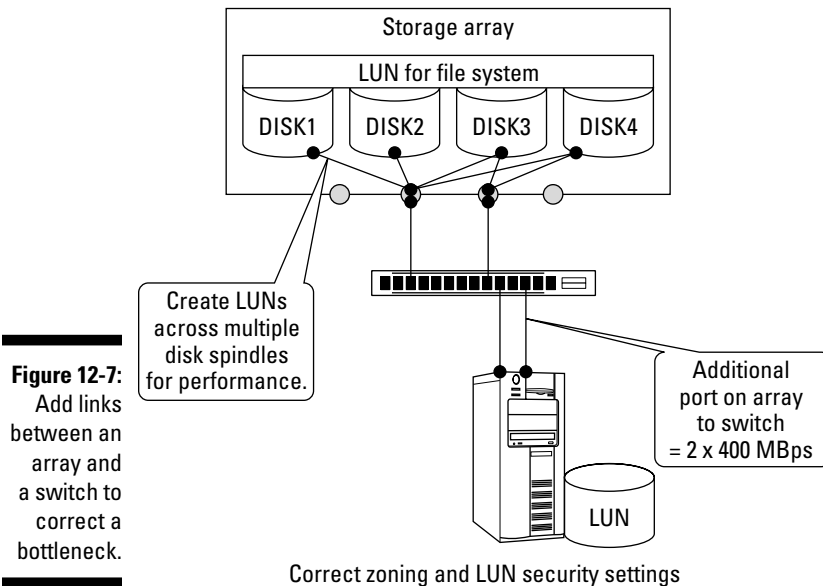 Storage array
LUN for file system
DISK1
DISK2
DISK3
DISK4
Create LUNs
across multiple
disk spindles
for performance.
Additional
port on array
to switch
= 2 x 400 MBps
LUN
Correct zoning and LUN security settings
Figure 12-7:
Add links
between an
array and
a switch to
correct a
bottleneck.